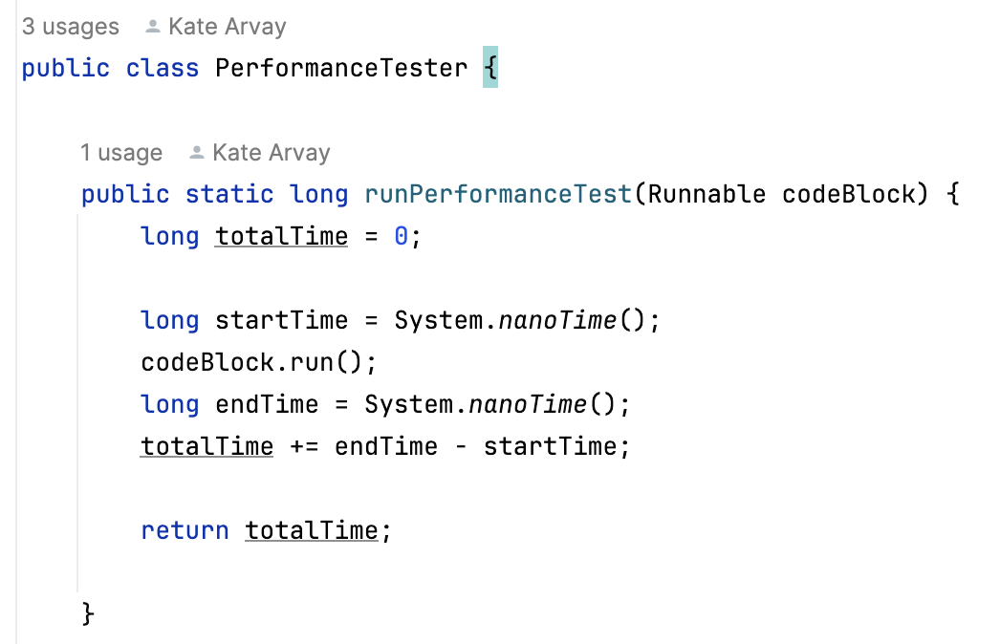 3 usages Kate Arvay
public class PerformanceTester {
1 usage Kate Arvay
public static long runPerformanceTest(Runnable codeBlock) {
long totalTime = 0;
long startTime = System.nanoTime();
codeBlock.run();
long endTime = System.nanoTime();
totalTime += endTime - startTime;
return totalTime;
}